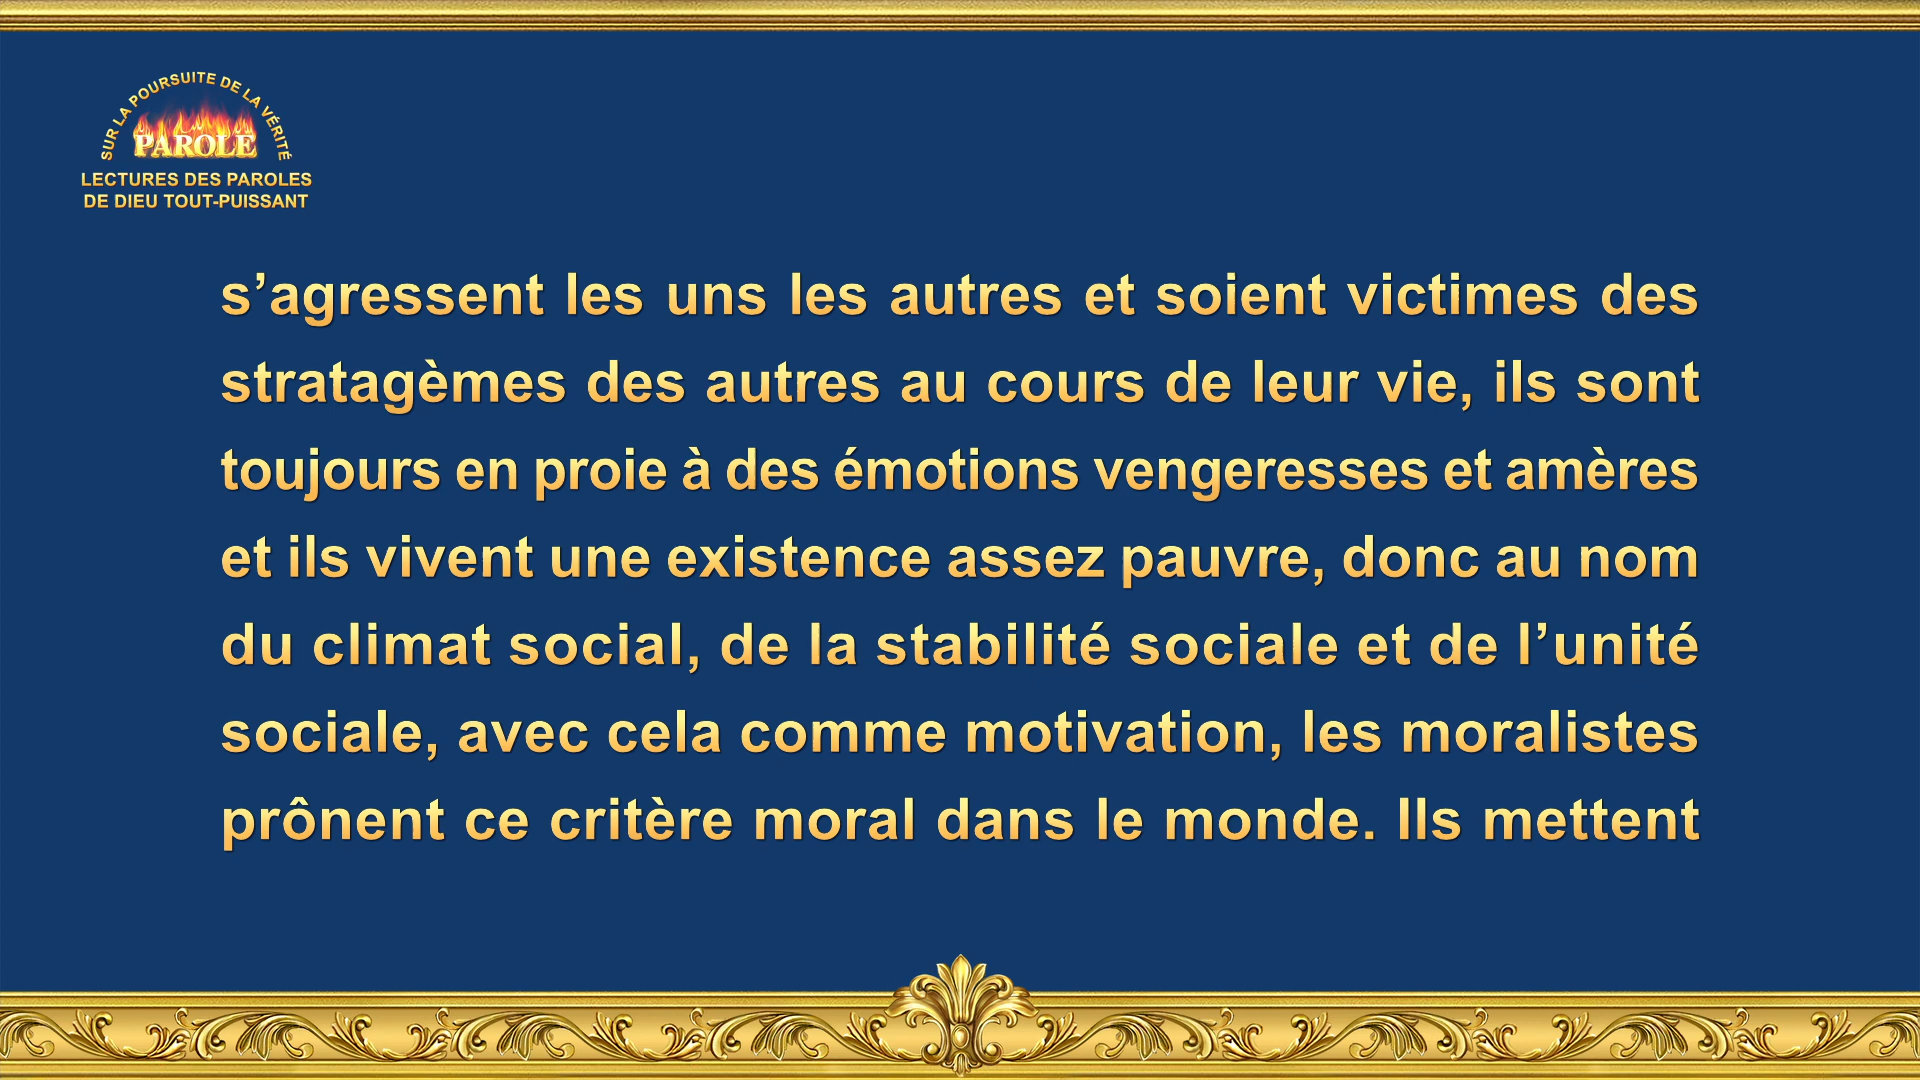 SUR LA POURSUITE DE LA VÉRITÉ
PAROLE
LECTURES DES PAROLES
DE DIEU TOUT-PUISSANT
s’agressent les uns les autres et soient victimes des
stratagèmes des autres au cours de leur vie, ils sont
toujours en proie à des émotions vengeresses et amères
et ils vivent une existence assez pauvre, donc au nom
du climat social, de la stabilité sociale et de l’unité
sociale, avec cela comme motivation, les moralistes
prônent ce critère moral dans le monde. Ils mettent